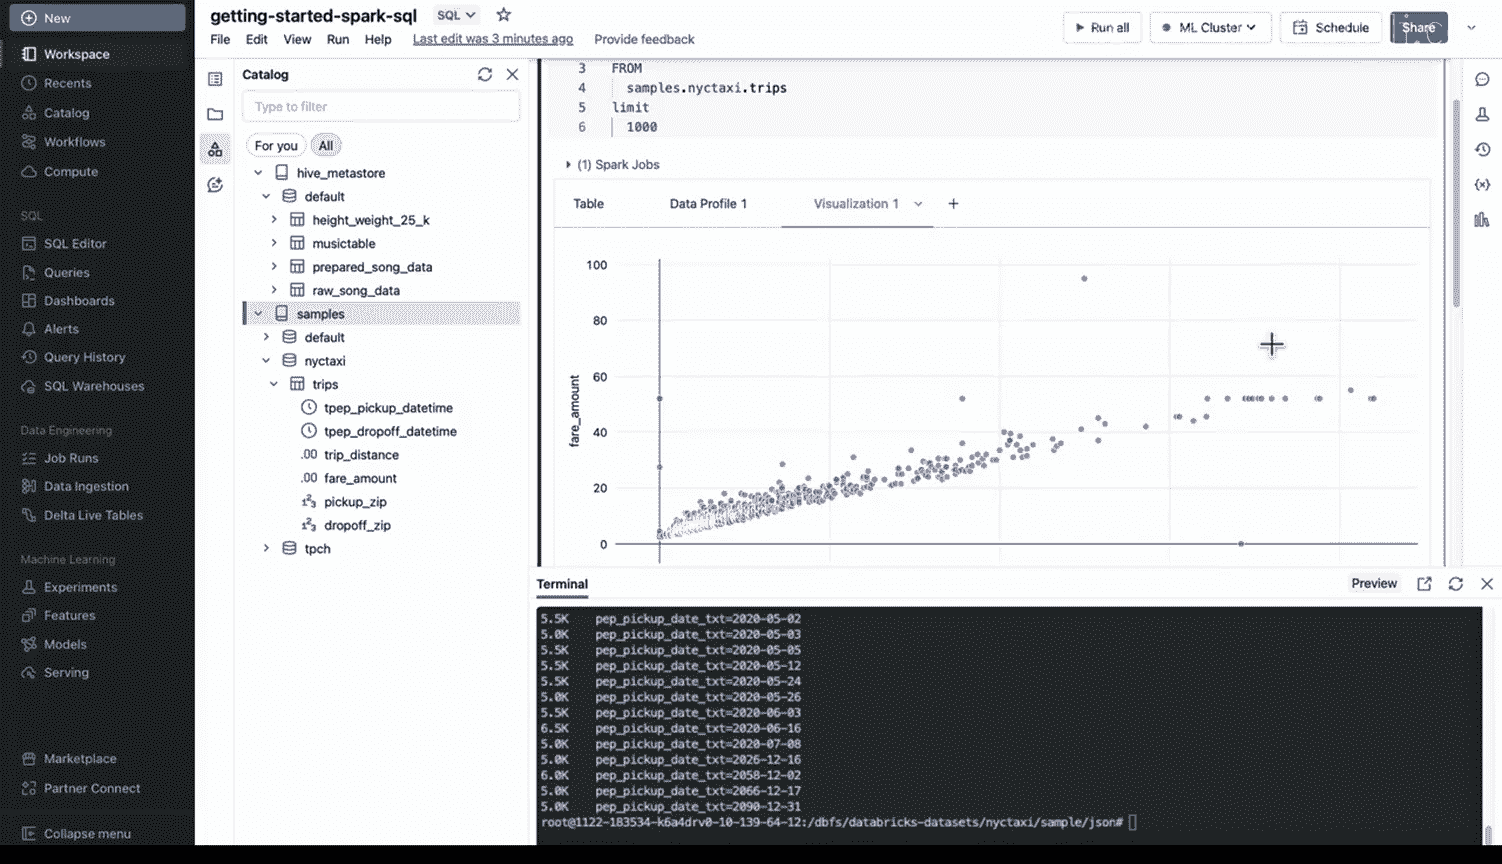 New
Workspace
Recents
Catalog
Workflows
Compute
SQL
SQL Editor
Queries
Dashboards
Alerts
Query History
SQL Warehouses
Data Engineering
Job Runs
Data Ingestion
Delta Live Tables
Machine Learning
Experiments
Features
Models
Serving
Marketplace
Partner Connect
Collapse menu
getting-started-spark-sql SQL
File Edit View Run Help Last edit was 3 minutes ago Provide feedback
Run all ML Cluster Schedule Share
Catalog
Type to filter
For you All
hive_metastore
default
height_weight_25_k
musictable
prepared_song_data
raw_song_data
samples
default
nyctaxi
trips
tpep_pickup_datetime
tpep_dropoff_datetime
.00 trip_distance
.00 fare_amount
123 pickup_zip
123 dropoff_zip
tpch
3 FROM
4 samples.nyctaxi.trips
5 limit
6 1000
(1) Spark Jobs
Table Data Profile 1 Visualization 1 +
100
80
60
40
20
0
fare_amount
Terminal Preview
5.5K pep_pickup_date_txt=2020-05-02
5.0K pep_pickup_date_txt=2020-05-03
5.5K pep_pickup_date_txt=2020-05-05
5.5K pep_pickup_date_txt=2020-05-12
5.5K pep_pickup_date_txt=2020-05-24
5.0K pep_pickup_date_txt=2020-05-26
5.5K pep_pickup_date_txt=2020-06-03
6.5K pep_pickup_date_txt=2020-06-16
5.0K pep_pickup_date_txt=2020-07-08
5.0K pep_pickup_date_txt=2026-12-16
6.0K pep_pickup_date_txt=2058-12-02
5.0K pep_pickup_date_txt=2066-12-17
5.0K pep_pickup_date_txt=2090-12-31
root@1122-183534-k6a4drv0-10-139-64-12:/dbfs/databricks-datasets/nyctaxi/sample/json#